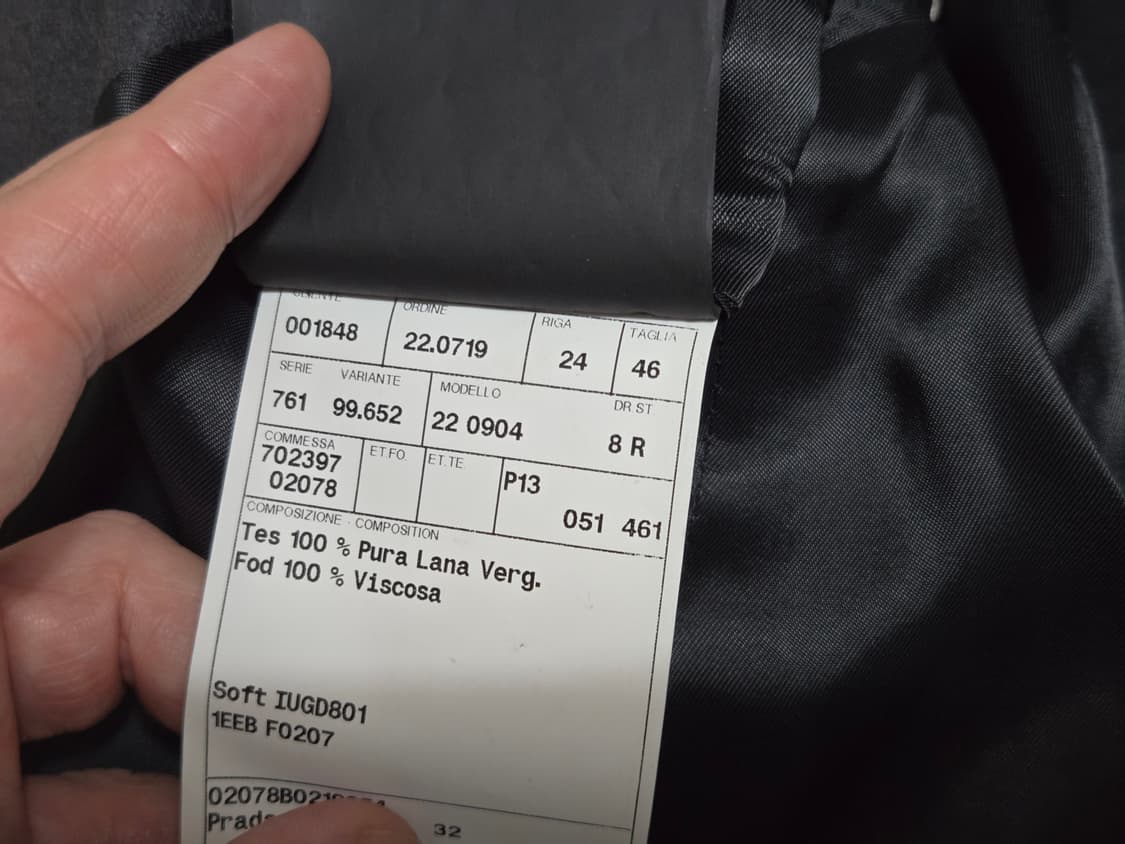 CLIENTE ORDINE RIGA TAGLIA
001848 22.0719 24 46
SERIE VARIANTE MODELLO DR ST
761 99.652 22 0904 8 R
COMMESSA ET.FO. ET.TE
702397 P13
02078 051 461
COMPOSIZIONE - COMPOSITION
Tes 100 % Pura Lana Verg.
Fod 100 % Viscosa
Soft IUGD801
1EEB F0207
32